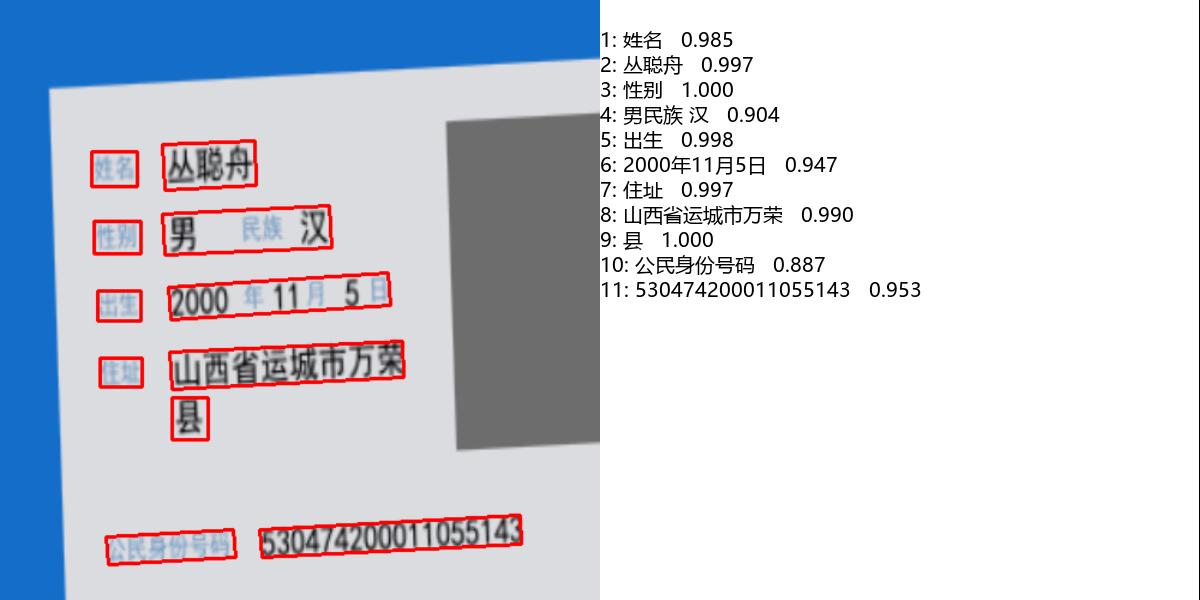 姓名 丛聪舟
性别 男 民族 汉
出生 2000 年 11 月 5 日
住址 山西省运城市万荣
县
公民身份号码 530474200011055143
1: 姓名 0.985
2: 丛聪舟 0.997
3: 性别 1.000
4: 男民族 汉 0.904
5: 出生 0.998
6: 2000年11月5日 0.947
7: 住址 0.997
8: 山西省运城市万荣 0.990
9: 县 1.000
10: 公民身份号码 0.887
11: 530474200011055143 0.953